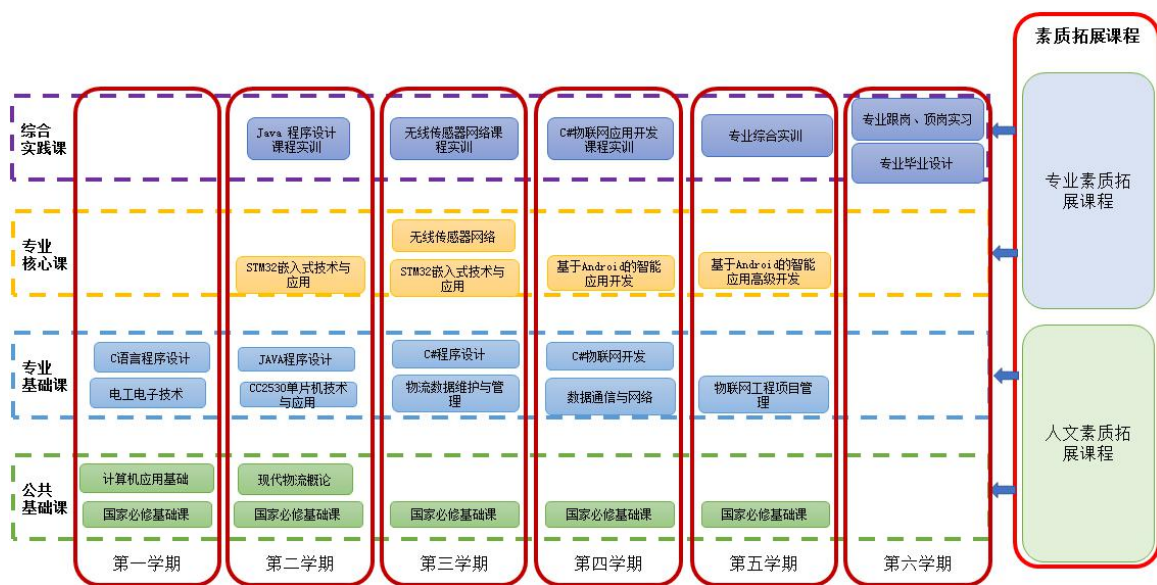 素质拓展课程
综合
实践课
Java 程序设计
课程实训
无线传感器网络课
程实训
C#物联网应用开发
课程实训
专业综合实训
专业跟岗、顶岗实习
专业毕业设计
专业素质拓
展课程
专业
核心课
STM32嵌入式技术与
应用
无线传感器网络
STM32嵌入式技术与
应用
基于Android的智能
应用开发
基于Android的智能
应用高级开发
专业
基础课
C语言程序设计
电工电子技术
JAVA程序设计
CC2530单片机技术
与应用
C#程序设计
物流数据维护与管
理
C#物联网开发
数据通信与网络
物联网工程项目管
理
人文素质拓
展课程
公共
基础课
计算机应用基础
国家必修基础课
现代物流概论
国家必修基础课
国家必修基础课
国家必修基础课
国家必修基础课
第一学期
第二学期
第三学期
第四学期
第五学期
第六学期